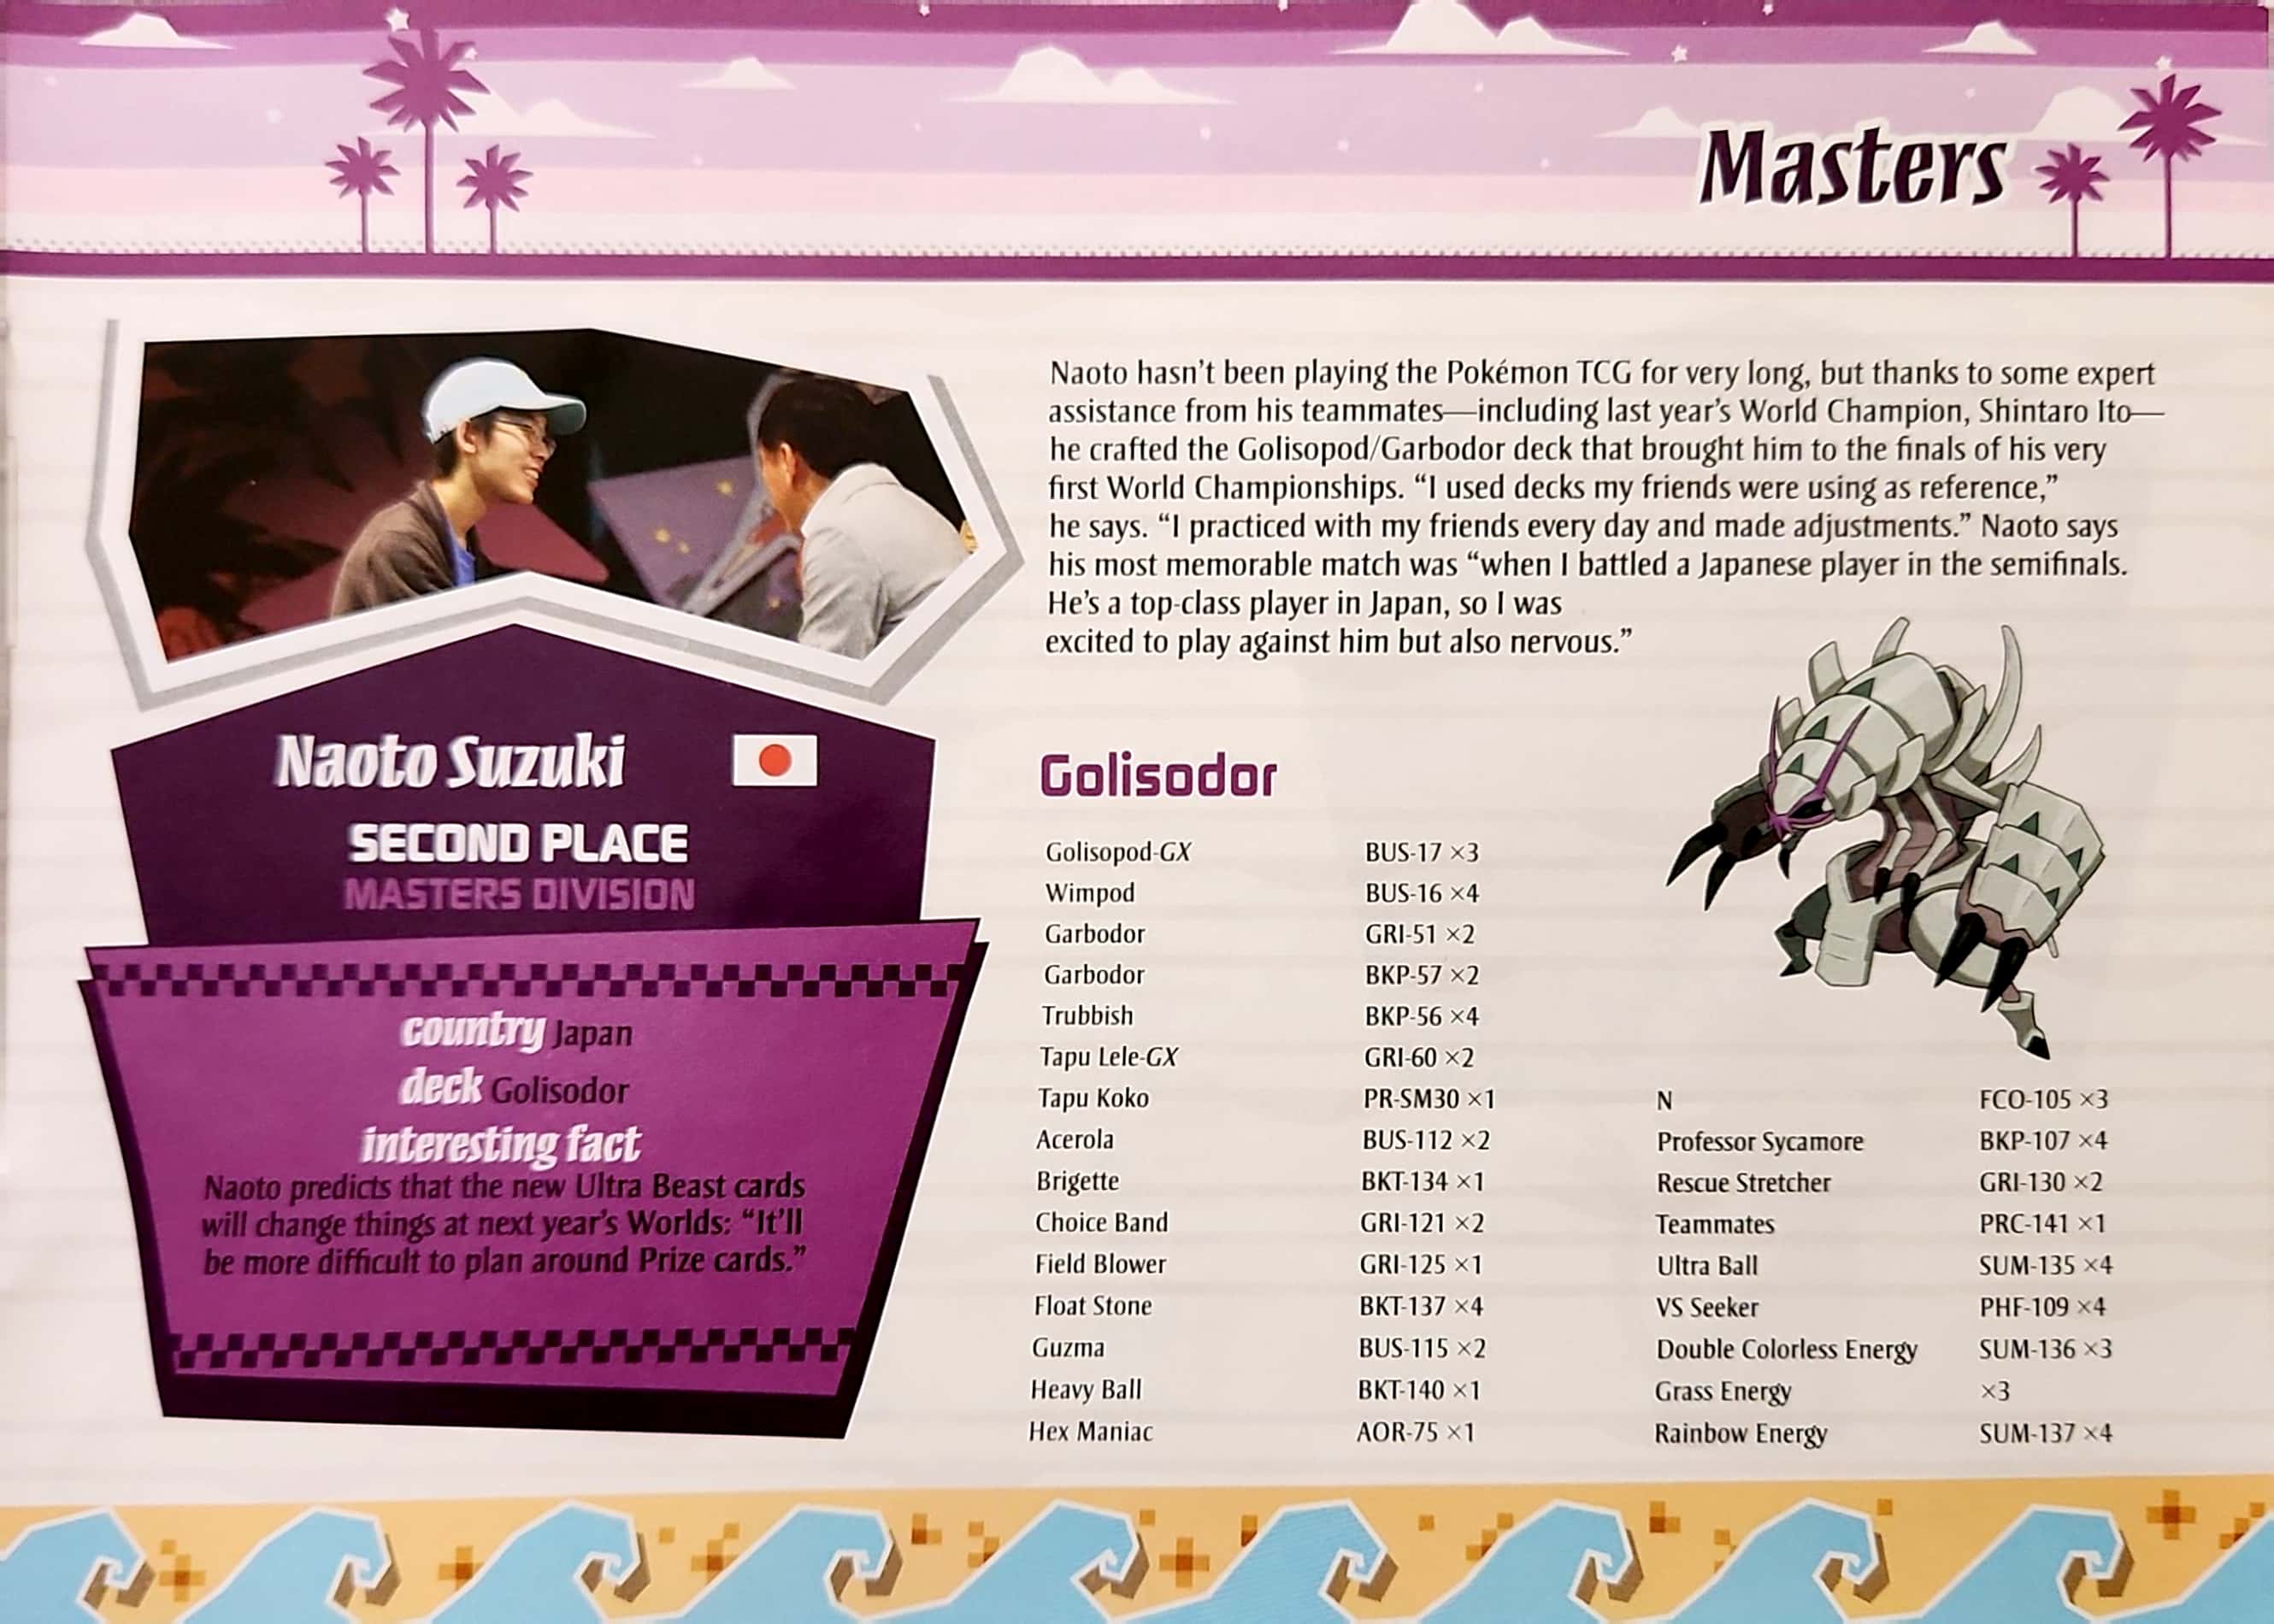 Masters
Naoto hasn't been playing the Pokémon TCG for very long, but thanks to some expert
assistance from his teammates—including last year's World Champion, Shintaro Ito—
he crafted the Golisopod/Garbodor deck that brought him to the finals of his very
first World Championships. “I used decks my friends were using as reference,”
he says. “I practiced with my friends every day and made adjustments.” Naoto says
his most memorable match was “when I battled a Japanese player in the semifinals.
He's a top-class player in Japan, so I was
excited to play against him but also nervous.”
Naoto Suzuki
SECOND PLACE
MASTERS DIVISION
country Japan
deck Golisodor
interesting fact
Naoto predicts that the new Ultra Beast cards
will change things at next year's Worlds: “It'll
be more difficult to plan around Prize cards.”
Golisodor
Golisopod-GX BUS-17 ×3
Wimpod BUS-16 ×4
Garbodor GRI-51 ×2
Garbodor BKP-57 ×2
Trubbish BKP-56 ×4
Tapu Lele-GX GRI-60 ×2
Tapu Koko PR-SM30 ×1
Acerola BUS-112 ×2
Brigette BKT-134 ×1
Choice Band GRI-121 ×2
Field Blower GRI-125 ×1
Float Stone BKT-137 ×4
Guzma BUS-115 ×2
Heavy Ball BKT-140 ×1
Hex Maniac AOR-75 ×1
N FCO-105 ×3
Professor Sycamore BKP-107 ×4
Rescue Stretcher GRI-130 ×2
Teammates PRC-141 ×1
Ultra Ball SUM-135 ×4
VS Seeker PHF-109 ×4
Double Colorless Energy SUM-136 ×3
Grass Energy ×3
Rainbow Energy SUM-137 ×4